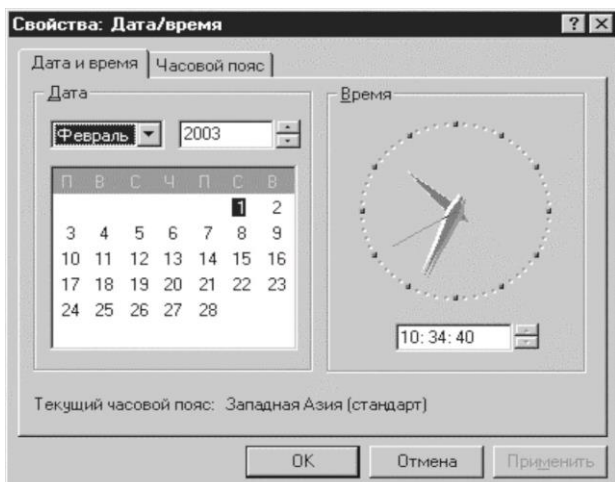 Свойства: Дата/время
Дата и время Часовой пояс
Дата
Время
Февраль 2003
П В С Ч П С В
1 2
3 4 5 6 7 8 9
10 11 12 13 14 15 16
17 18 19 20 21 22 23
24 25 26 27 28
10:34:40
Текущий часовой пояс: Западная Азия (стандарт)
OK Отмена Применить